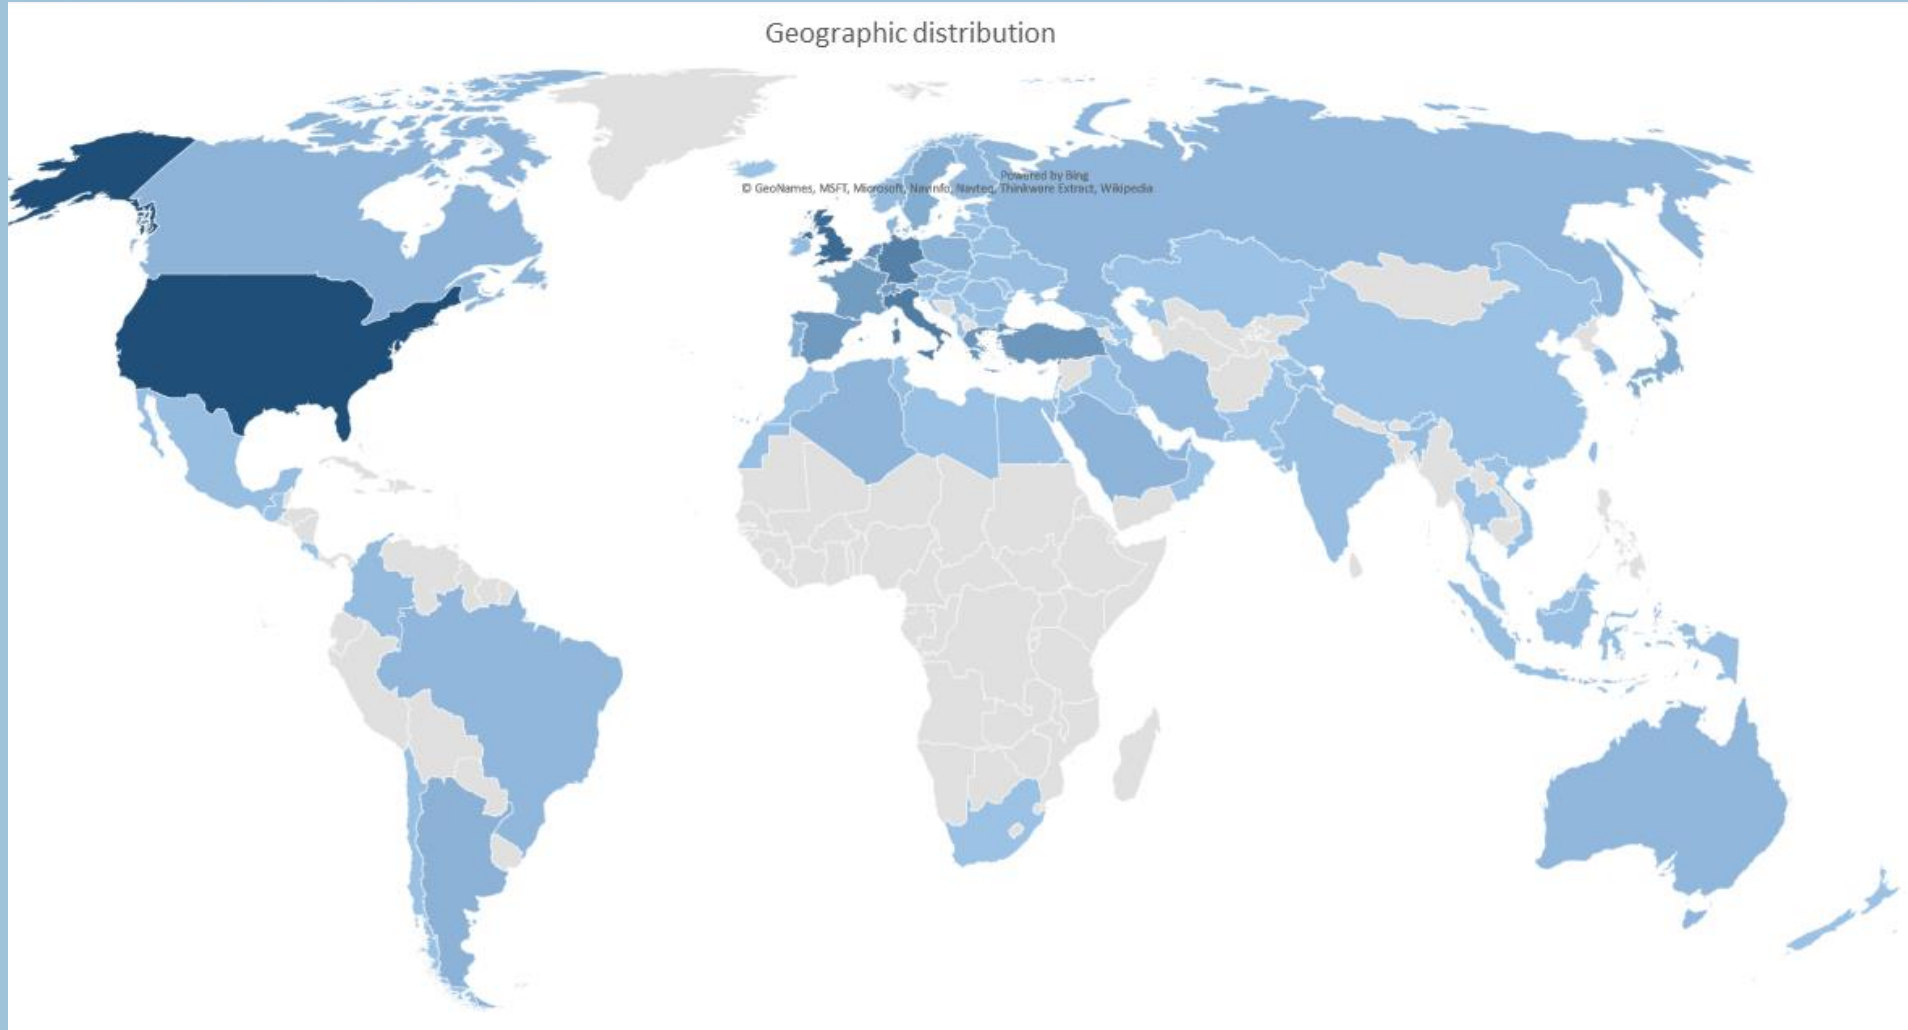 Geographic distribution
Powered by Bing
© GeoNames, MSFT, Microsoft, NavInfo, Navteq, Thinkware Extract, Wikipedia